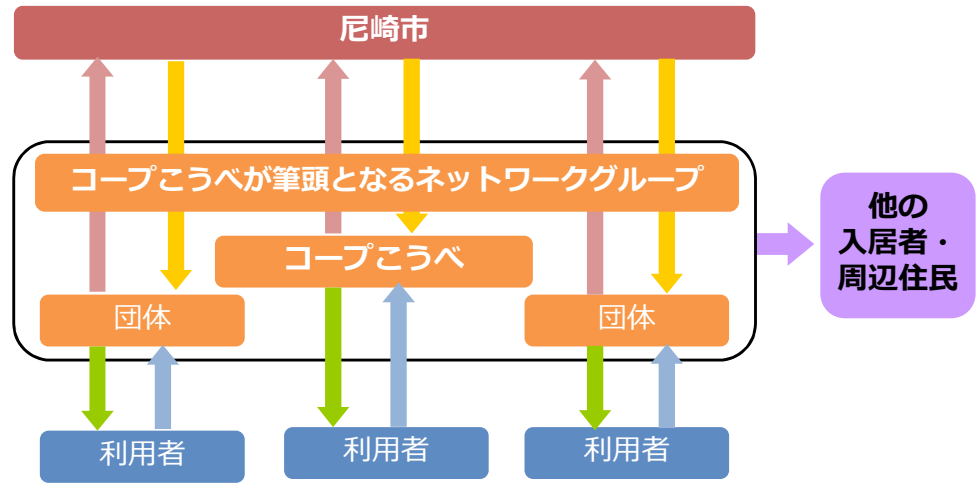 尼崎市
コープこうべが筆頭となるネットワークグループ
コープこうべ
団体
団体
他の
入居者・
周辺住民
利用者
利用者
利用者